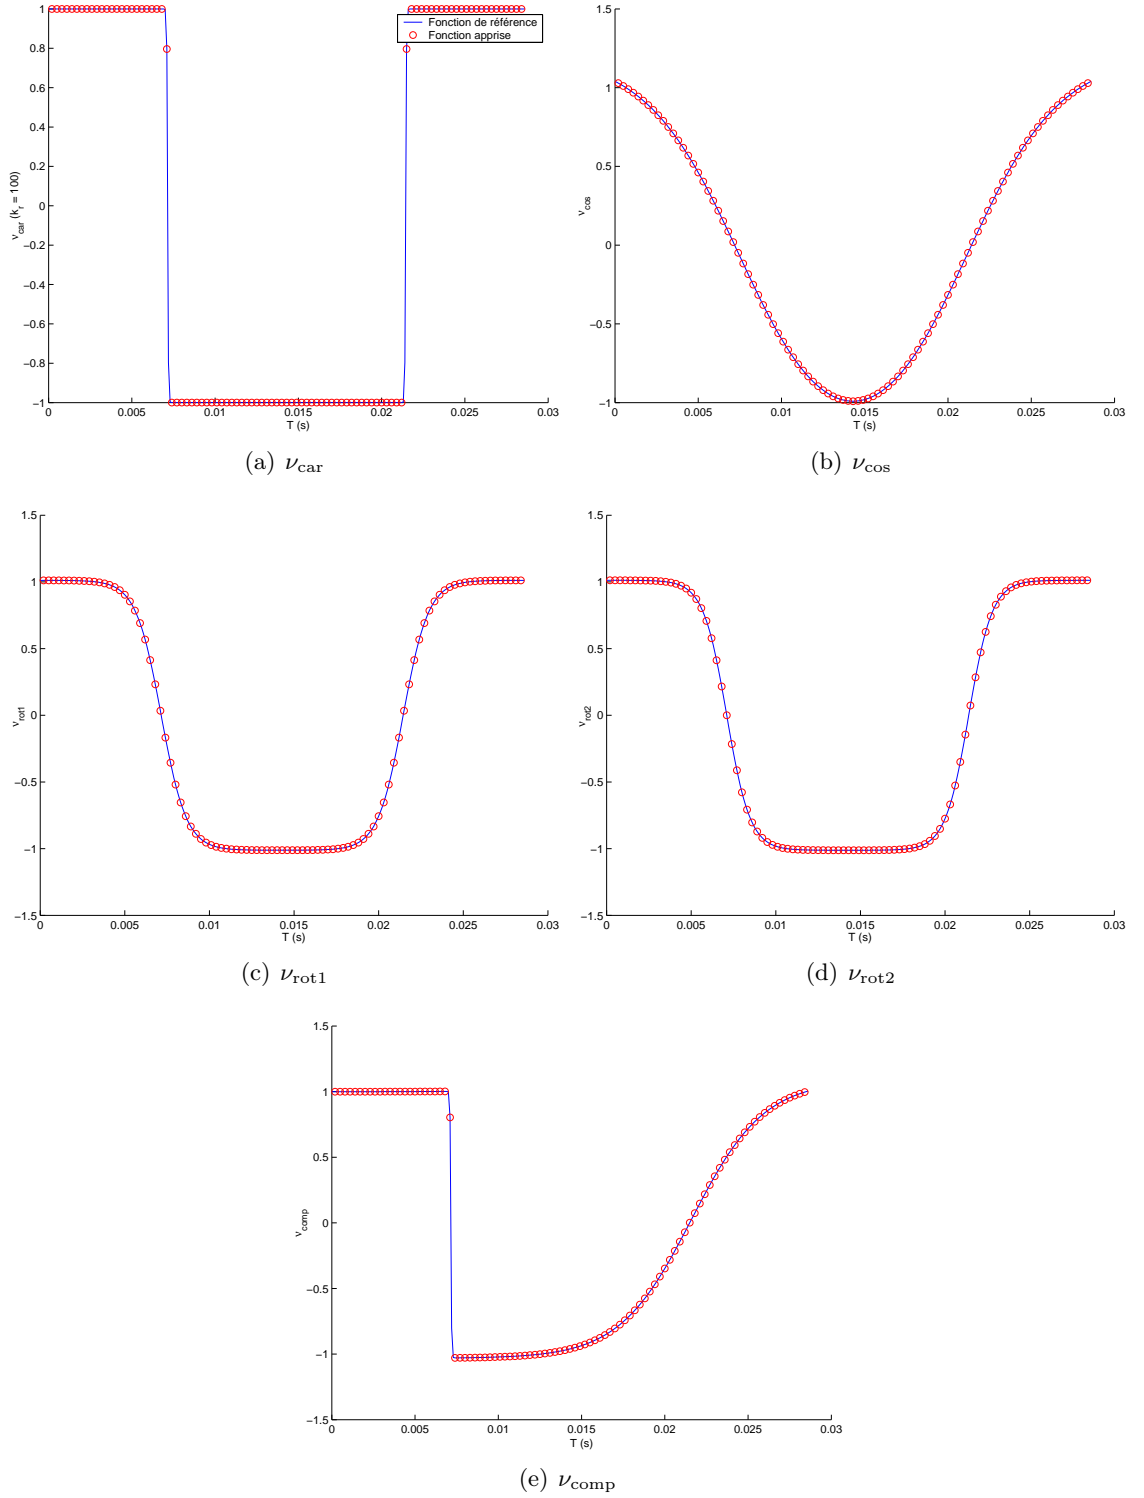 1
0.8
0.6
0.4
0.2
0
−0.2
−0.4
−0.6
−0.8
−1
ν_car (k_r = 100)
0 0.005 0.01 0.015 0.02 0.025 0.03
T (s)
Fonction de référence
Fonction apprise
(a) ν_car
1.5
1
0.5
0
−0.5
−1
ν_cos
0 0.005 0.01 0.015 0.02 0.025 0.03
T (s)
(b) ν_cos
1.5
1
0.5
0
−0.5
−1
−1.5
ν_rot1
0 0.005 0.01 0.015 0.02 0.025 0.03
T (s)
(c) ν_rot1
1.5
1
0.5
0
−0.5
−1
−1.5
ν_rot2
0 0.005 0.01 0.015 0.02 0.025 0.03
T (s)
(d) ν_rot2
1.5
1
0.5
0
−0.5
−1
−1.5
ν_comp
0 0.005 0.01 0.015 0.02 0.025 0.03
T (s)
(e) ν_comp